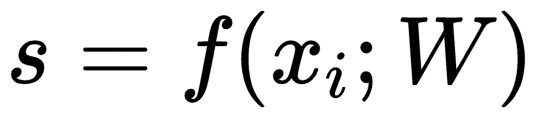 s = f(x_i; W)